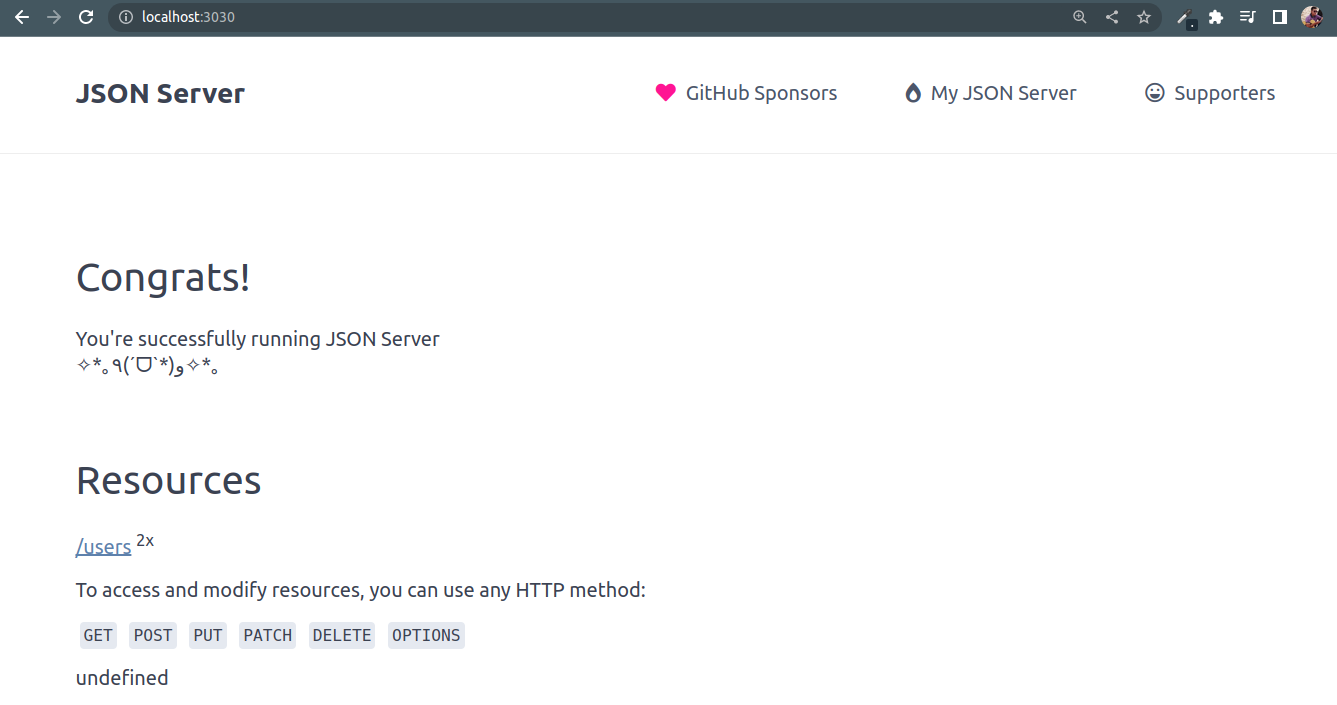 localhost:3030
JSON Server
GitHub Sponsors
My JSON Server
Supporters
Congrats!
You're successfully running JSON Server
✧*｡٩(ˊᗜˋ*)و✧*｡
Resources
/users 2x
To access and modify resources, you can use any HTTP method:
GET POST PUT PATCH DELETE OPTIONS
undefined